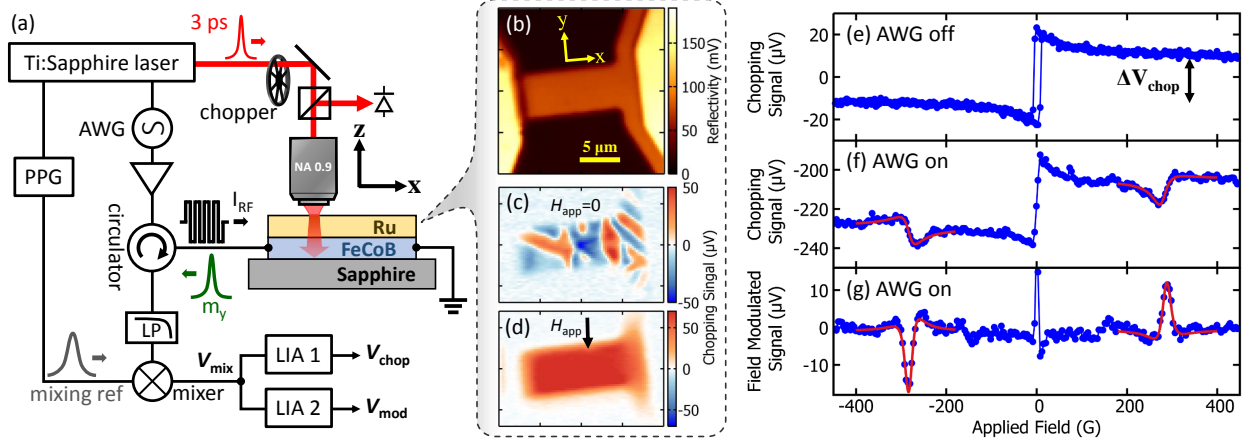 (a)
3 ps
Ti:Sapphire laser
chopper
AWG
PPG
NA 0.9
z
x
circulator
I_RF
Ru
FeCoB
Sapphire
m_y
LP
mixing ref
mixer
V_mix
LIA 1
V_chop
LIA 2
V_mod
(b)
y
x
5 μm
150
100
50
0
Reflectivity (mV)
(c)
H_app=0
50
0
-50
(d)
H_app
50
0
-50
Chopping Singal (μV)
(e) AWG off
20
0
-20
Chopping
Signal (μV)
ΔV_chop
(f) AWG on
-200
-220
-240
Chopping
Signal (μV)
(g) AWG on
10
0
-10
Field Modulated
Signal (μV)
-400
-200
0
200
400
Applied Field (G)